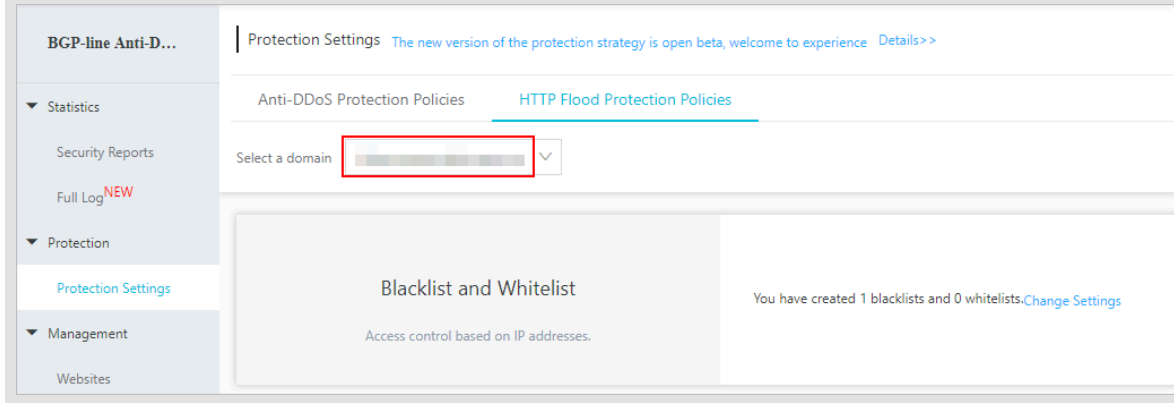 BGP-line Anti-D...
Protection Settings The new version of the protection strategy is open beta, welcome to experience Details>>
Statistics
Security Reports
Full Log NEW
Protection
Protection Settings
Management
Websites
Anti-DDoS Protection Policies HTTP Flood Protection Policies
Select a domain
Blacklist and Whitelist
Access control based on IP addresses.
You have created 1 blacklists and 0 whitelists.Change Settings